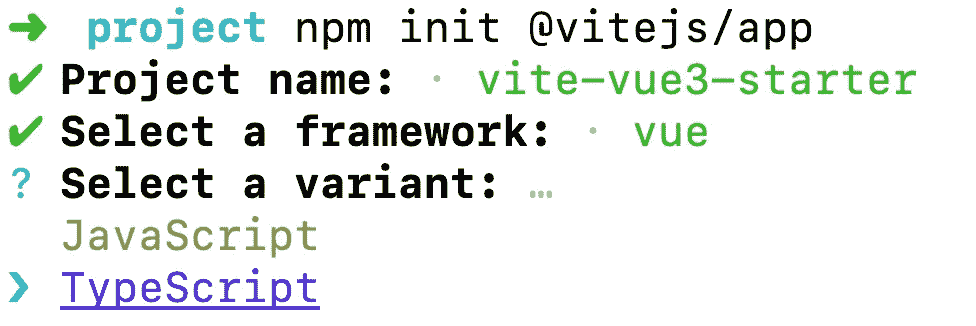 ➜ project npm init @vitejs/app
✔ Project name: · vite-vue3-starter
✔ Select a framework: · vue
? Select a variant: …
JavaScript
❯ TypeScript